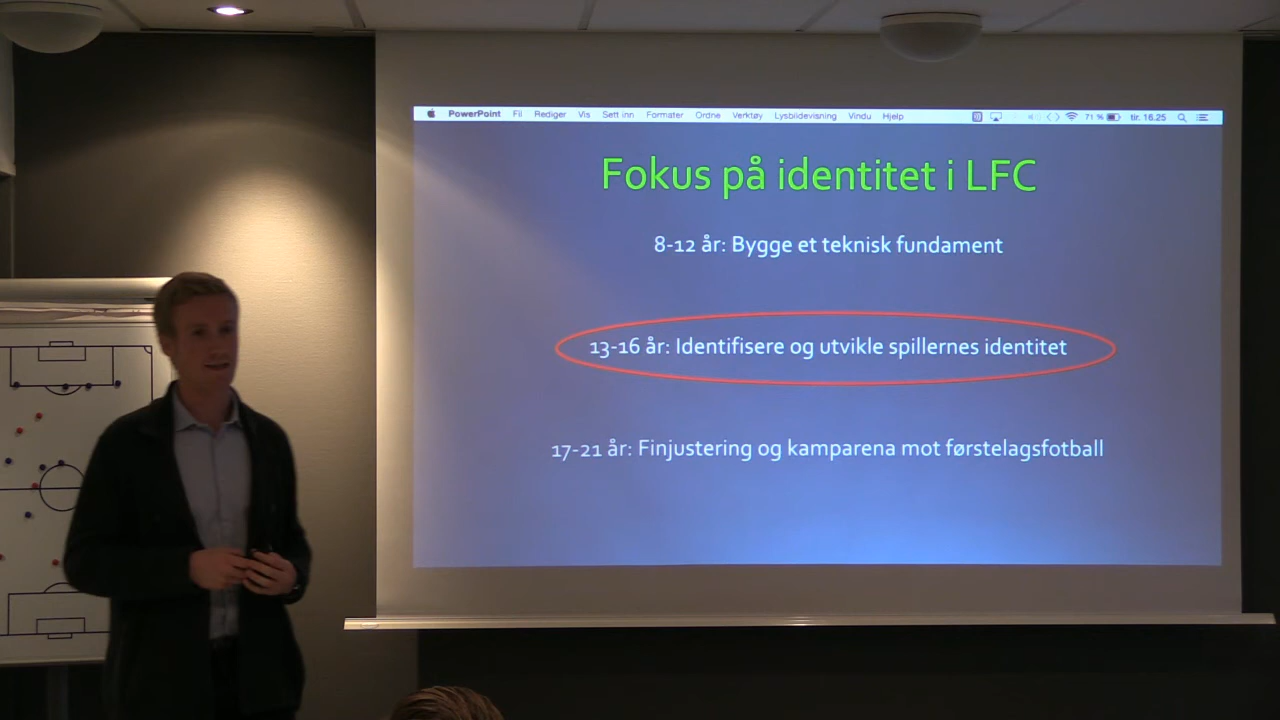 PowerPoint Fil Rediger Vis Sett inn Formater Ordne Verktøy Lysbildevisning Vindu Hjelp 71 % tir. 16.25
Fokus på identitet i LFC
8-12 år: Bygge et teknisk fundament
13-16 år: Identifisere og utvikle spillernes identitet
17-21 år: Finjustering og kamparena mot førstelagsfotball